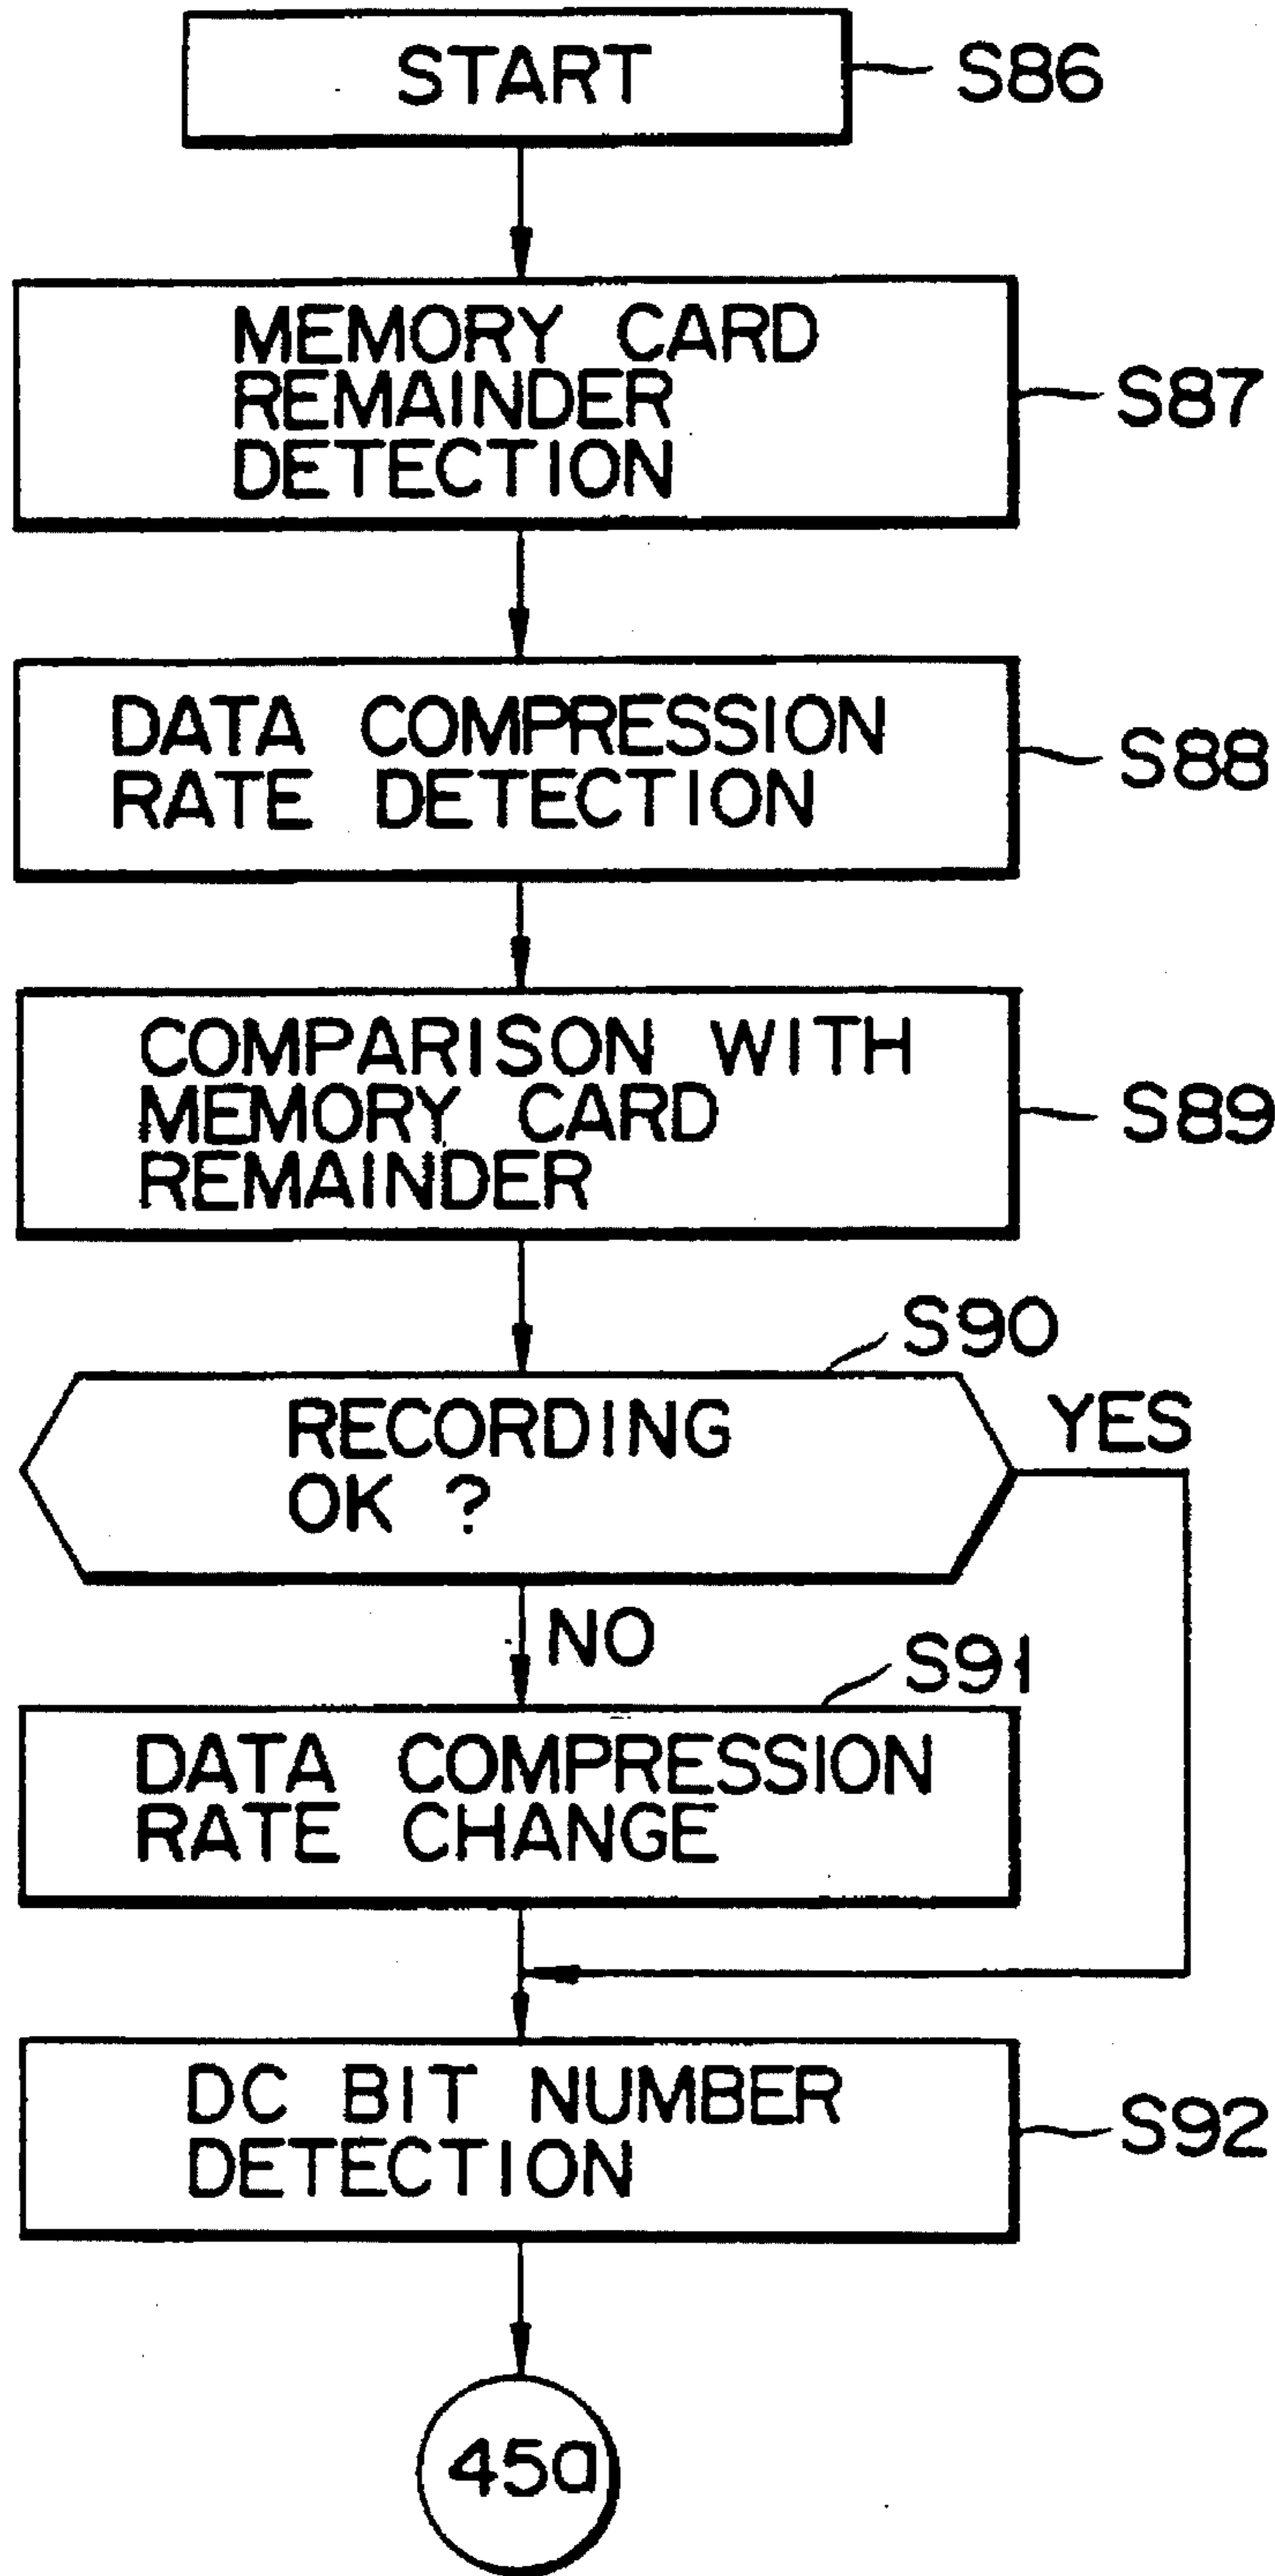 START
S86
MEMORY CARD
REMAINDER
DETECTION
S87
DATA COMPRESSION
RATE DETECTION
S88
COMPARISON WITH
MEMORY CARD
REMAINDER
S89
S90
RECORDING
OK ?
YES
NO
S91
DATA COMPRESSION
RATE CHANGE
DC BIT NUMBER
DETECTION
S92
45a